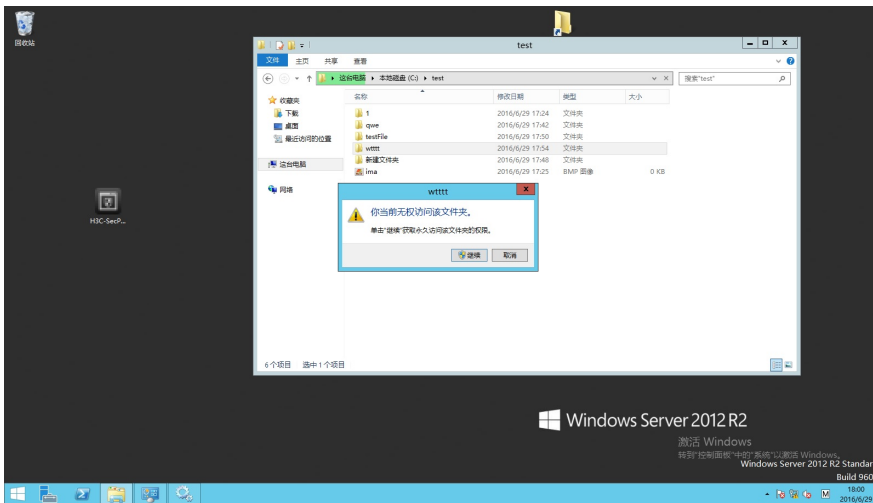 回收站
test
文件 主页 共享 查看
这台电脑 ▸ 本地磁盘 (C:) ▸ test
搜索"test"
名称 修改日期 类型 大小
收藏夹
下载
桌面
最近访问的位置
这台电脑
网络
1 2016/6/29 17:24 文件夹
qwe 2016/6/29 17:42 文件夹
testFile 2016/6/29 17:50 文件夹
wtttt 2016/6/29 17:54 文件夹
新建文件夹 2016/6/29 17:48 文件夹
ima 2016/6/29 17:25 BMP 图像 0 KB
wtttt
你当前无权访问该文件夹。
单击"继续"获取永久访问该文件夹的权限。
继续 取消
H3C-SecP...
6个项目 选中1个项目
Windows Server 2012 R2
激活 Windows
转到"控制面板"中的"系统"以激活 Windows。
Windows Server 2012 R2 Standar
Build 960
M
18:00
2016/6/29